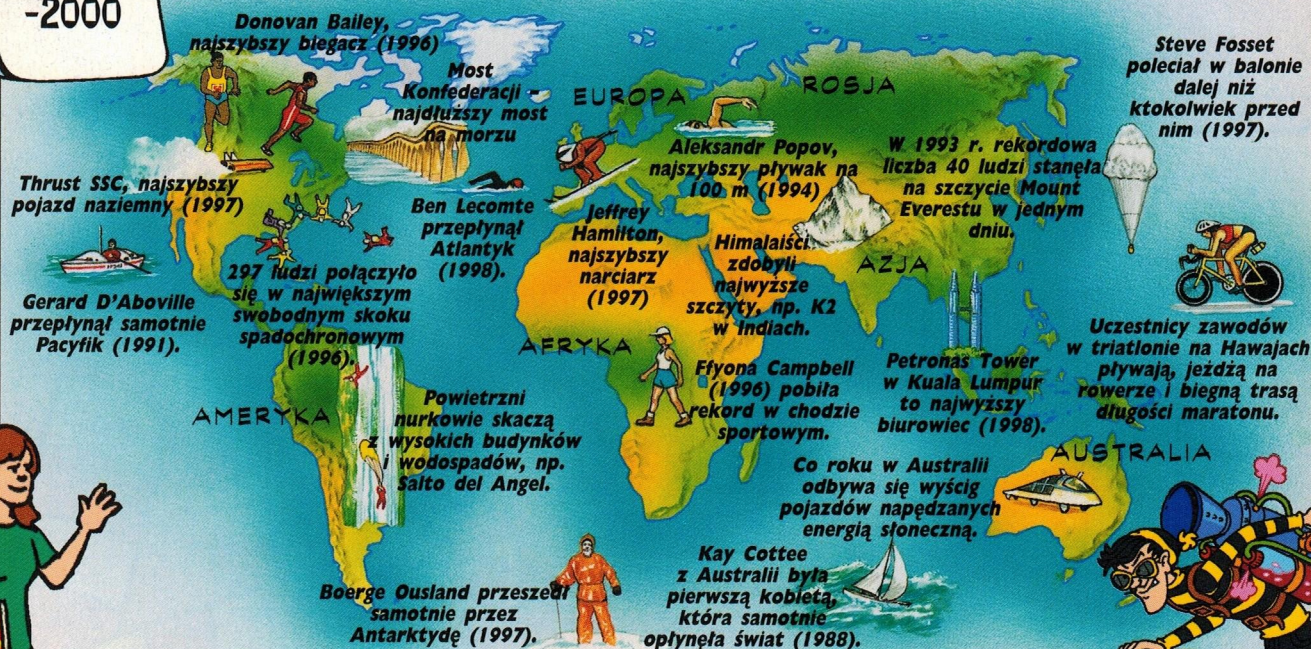 -2000
Donovan Bailey,
najszybszy biegacz (1996)
Most
Konfederacji -
najdłuższy most
na morzu
EUROPA
ROSJA
Steve Fosset
poleciał w balonie
dalej niż
ktokolwiek przed
nim (1997).
Thrust SSC, najszybszy
pojazd naziemny (1997)
Ben Lecomte
przepłynął
Atlantyk
(1998).
Aleksandr Popov,
najszybszy pływak na
100 m (1994)
W 1993 r. rekordowa
liczba 40 ludzi stanęła
na szczycie Mount
Everestu w jednym
dniu.
Jeffrey
Hamilton,
najszybszy
narciarz
(1997)
Himalaiści
zdobyli
najwyższe
szczyty, np. K2
w Indiach.
AZJA
Gerard D'Aboville
przepłynął samotnie
Pacyfik (1991).
297 ludzi połączyło
się w największym
swobodnym skoku
spadochronowym
(1996).
AFRYKA
Ffyona Campbell
(1996) pobiła
rekord w chodzie
sportowym.
Petronas Tower
w Kuala Lumpur
to najwyższy
biurowiec (1998).
Uczestnicy zawodów
w triatlonie na Hawajach
pływają, jeżdżą na
rowerze i biegną trasą
długości maratonu.
AMERYKA
Powietrzni
nurkowie skaczą
z wysokich budynków
i wodospadów, np.
Salto del Angel.
AUSTRALIA
Co roku w Australii
odbywa się wyścig
pojazdów napędzanych
energią słoneczną.
Boerge Ousland przeszedł
samotnie przez
Antarktydę (1997).
Kay Cottee
z Australii była
pierwszą kobietą,
która samotnie
opłynęła świat (1988).